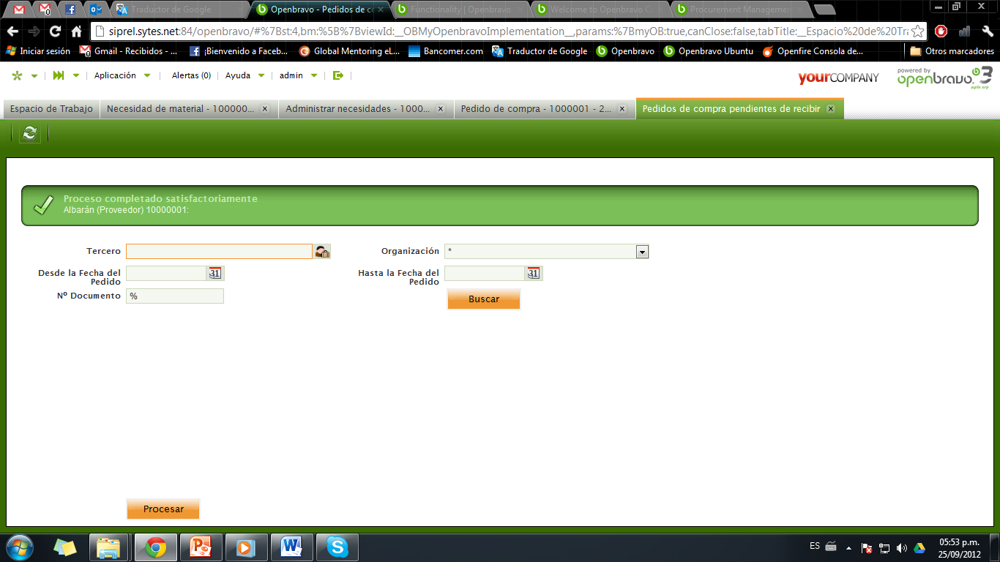 Traductor de Google
Openbravo - Pedidos de co
Functionality | Openbravo
Welcome to Openbravo C
Procurement Managemen
siprel.sytes.net:84/openbravo/#%7Bst:4,bm:%5B%7BviewId:__OBMyOpenbravoImplementation__,params:%7BmyOB:true,canClose:false,tabTitle:__Espacio%20de%20Tra
Iniciar sesión
Gmail - Recibidos - ...
¡Bienvenido a Faceb...
Global Mentoring eL...
Bancomer.com
Traductor de Google
Openbravo
Openbravo Ubuntu
Openfire Consola de...
Otros marcadores
Aplicación
Alertas (0)
Ayuda
admin
yourCOMPANY
powered by
openbravo 3
agile erp
Espacio de Trabajo
Necesidad de material - 100000...
Administrar necesidades - 1000...
Pedido de compra - 1000001 - 2...
Pedidos de compra pendientes de recibir
Proceso completado satisfactoriamente
Albarán (Proveedor) 10000001:
Tercero
Organización
*
Desde la Fecha del
Pedido
31
Hasta la Fecha del
Pedido
31
Nº Documento
%
Buscar
Procesar
ES
05:53 p.m.
25/09/2012